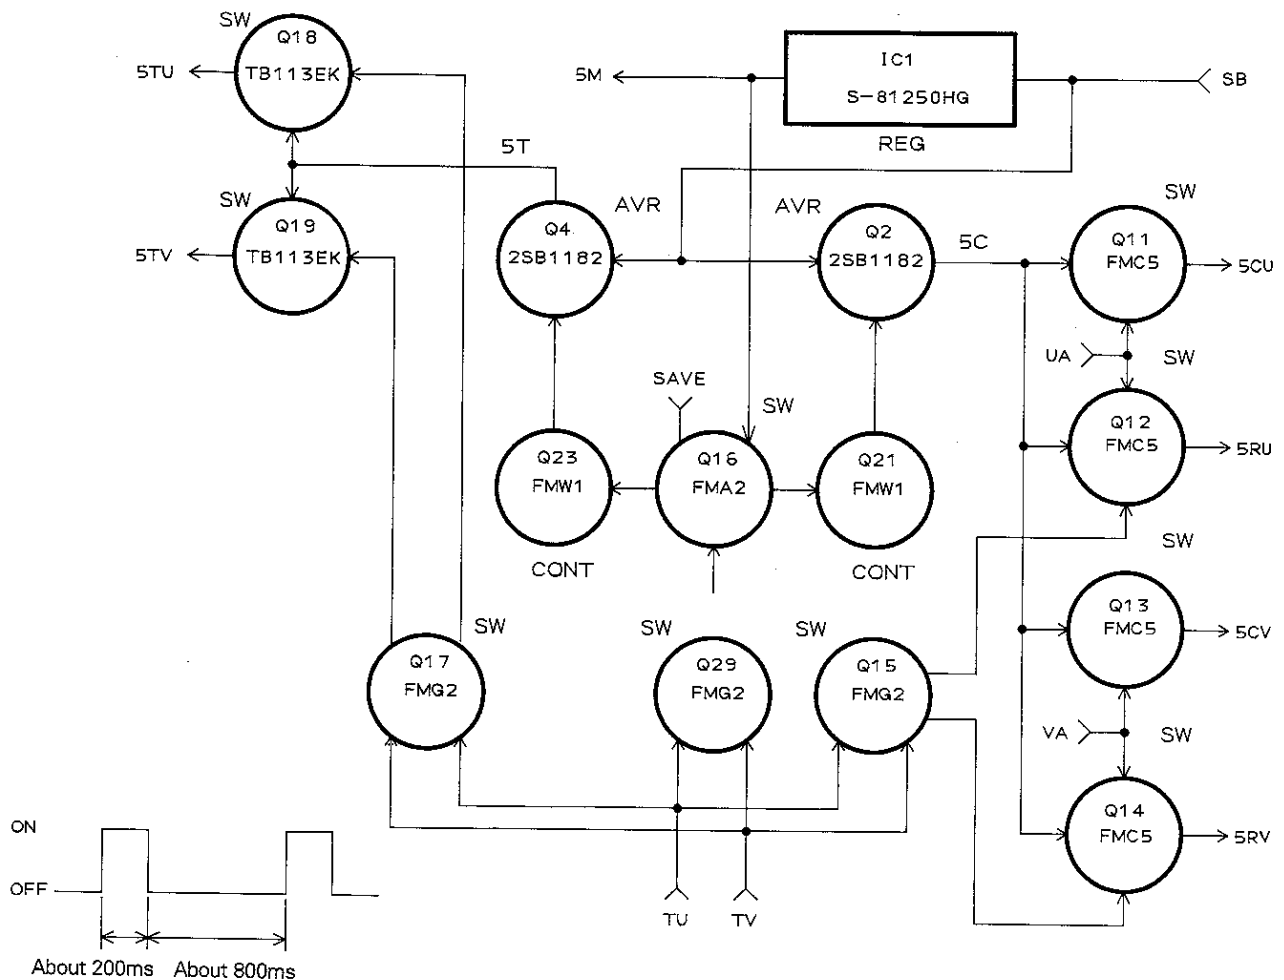 SW
Q18
TB113EK
5TU
5M
IC1
S-81250HG
SB
REG
5T
SW
Q19
TB113EK
5TV
AVR
Q4
2SB1182
AVR
Q2
2SB1182
5C
SW
Q11
FMC5
5CU
UA
SW
SAVE
SW
Q12
FMC5
5RU
Q23
FMW1
Q16
FMA2
Q21
FMW1
CONT
CONT
SW
Q13
FMC5
5CV
SW
Q17
FMG2
SW
Q29
FMG2
SW
Q15
FMG2
VA
SW
Q14
FMC5
5RV
ON
OFF
TU
TV
About 200ms
About 800ms